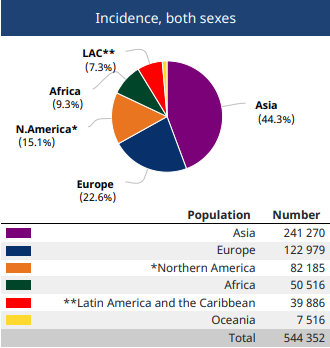 Incidence, both sexes
LAC**
(7.3%)
Africa
(9.3%)
N.America*
(15.1%)
Europe
(22.6%)
Asia
(44.3%)
Population Number
Asia 241 270
Europe 122 979
*Northern America 82 185
Africa 50 516
**Latin America and the Caribbean 39 886
Oceania 7 516
Total 544 352